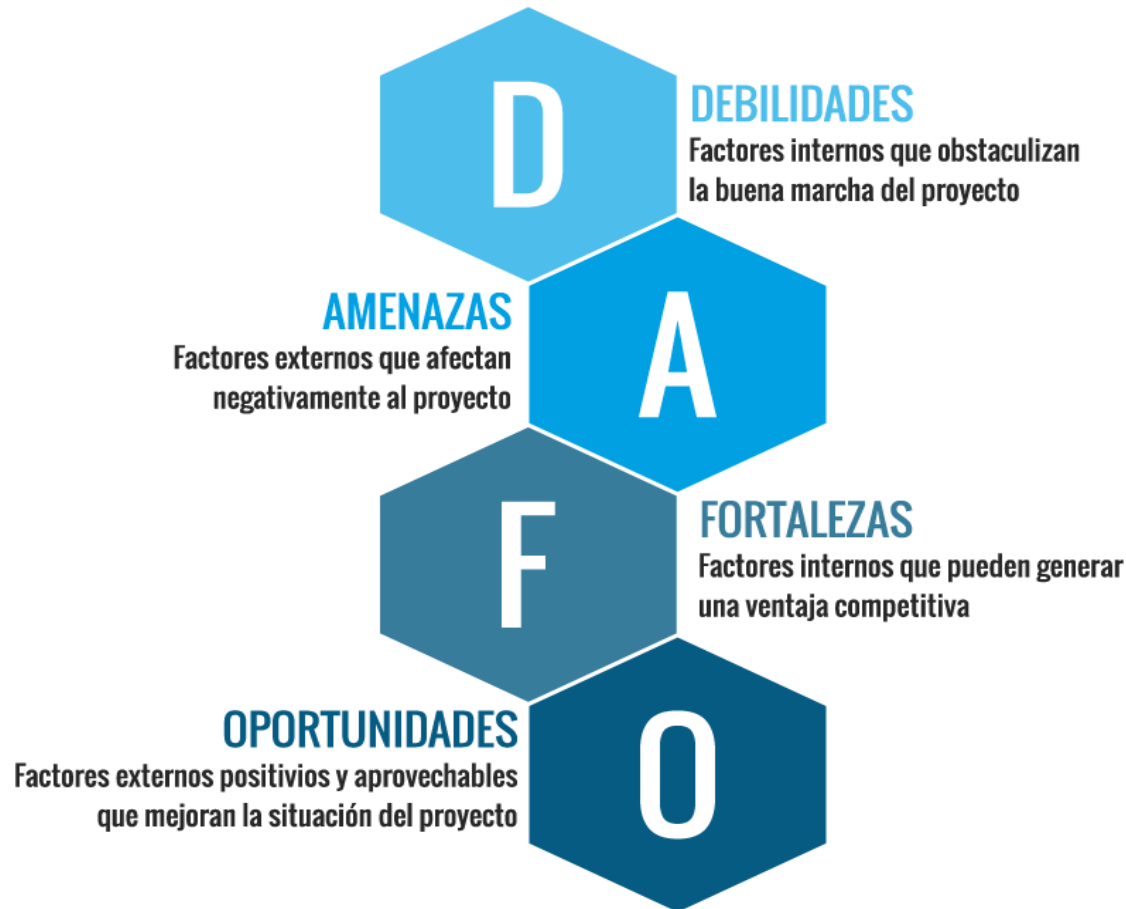 D
DEBILIDADES
Factores internos que obstaculizan
la buena marcha del proyecto
AMENAZAS
Factores externos que afectan
negativamente al proyecto
A
F
FORTALEZAS
Factores internos que pueden generar
una ventaja competitiva
OPORTUNIDADES
Factores externos positivios y aprovechables
que mejoran la situación del proyecto
O